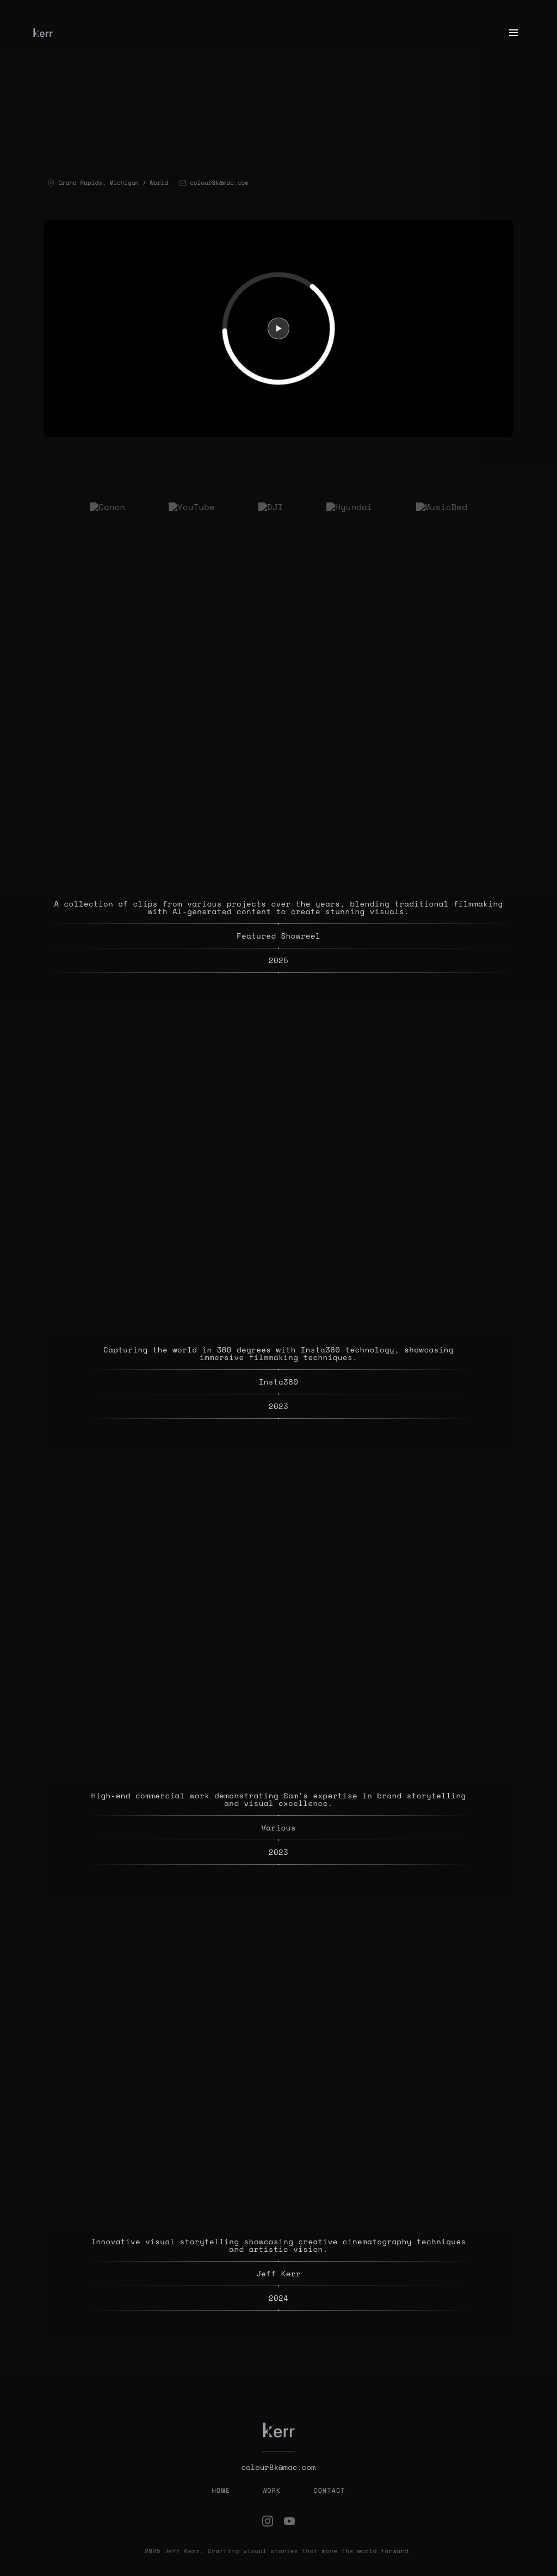 kerr
Grand Rapids, Michigan / World colour8k@mac.com
Canon YouTube DJI Hyundai MusicBed
A collection of clips from various projects over the years, blending traditional filmmaking
with AI-generated content to create stunning visuals.
Featured Showreel
2025
Capturing the world in 360 degrees with Insta360 technology, showcasing
immersive filmmaking techniques.
Insta360
2023
High-end commercial work demonstrating Sam's expertise in brand storytelling
and visual excellence.
Various
2023
Innovative visual storytelling showcasing creative cinematography techniques
and artistic vision.
Jeff Kerr
2024
kerr
colour8k@mac.com
HOME WORK CONTACT
2025 Jeff Kerr. Crafting visual stories that move the world forward.